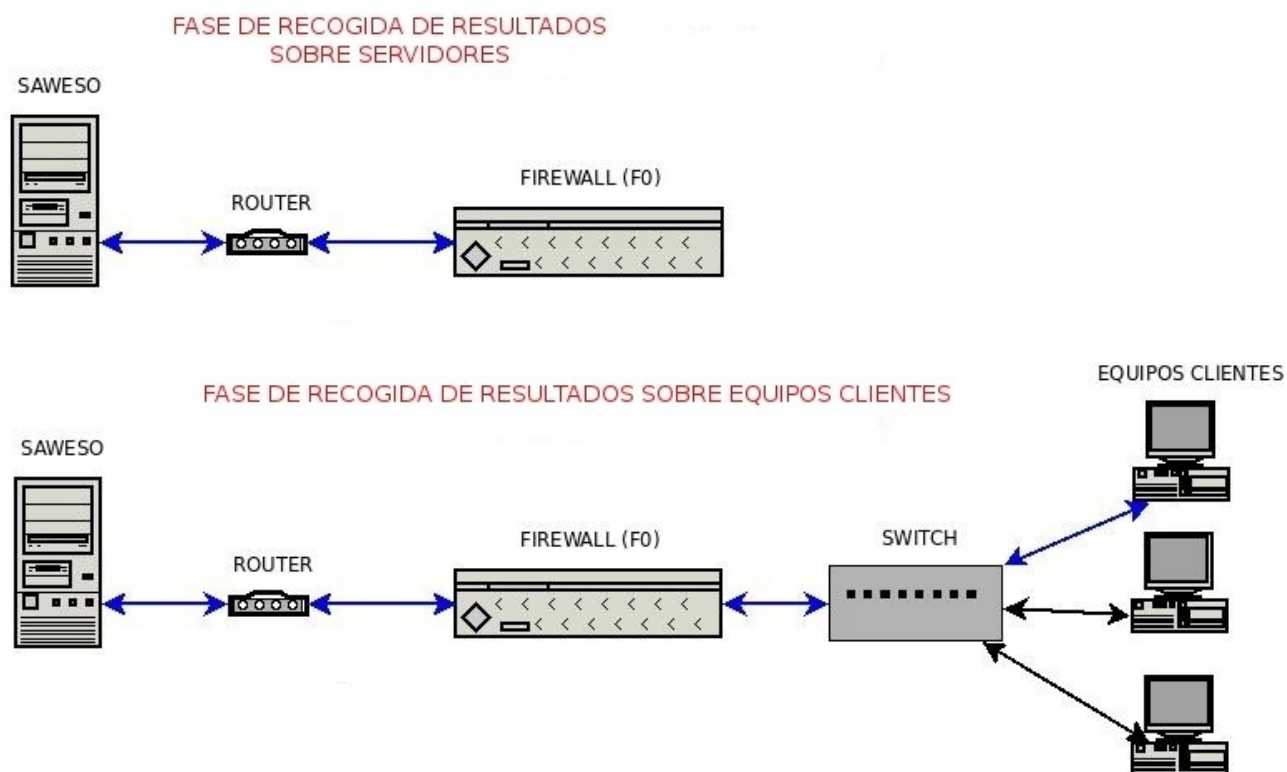 FASE DE RECOGIDA DE RESULTADOS
SOBRE SERVIDORES
SAWESO
ROUTER
FIREWALL (F0)
FASE DE RECOGIDA DE RESULTADOS SOBRE EQUIPOS CLIENTES
EQUIPOS CLIENTES
SAWESO
ROUTER
FIREWALL (F0)
SWITCH